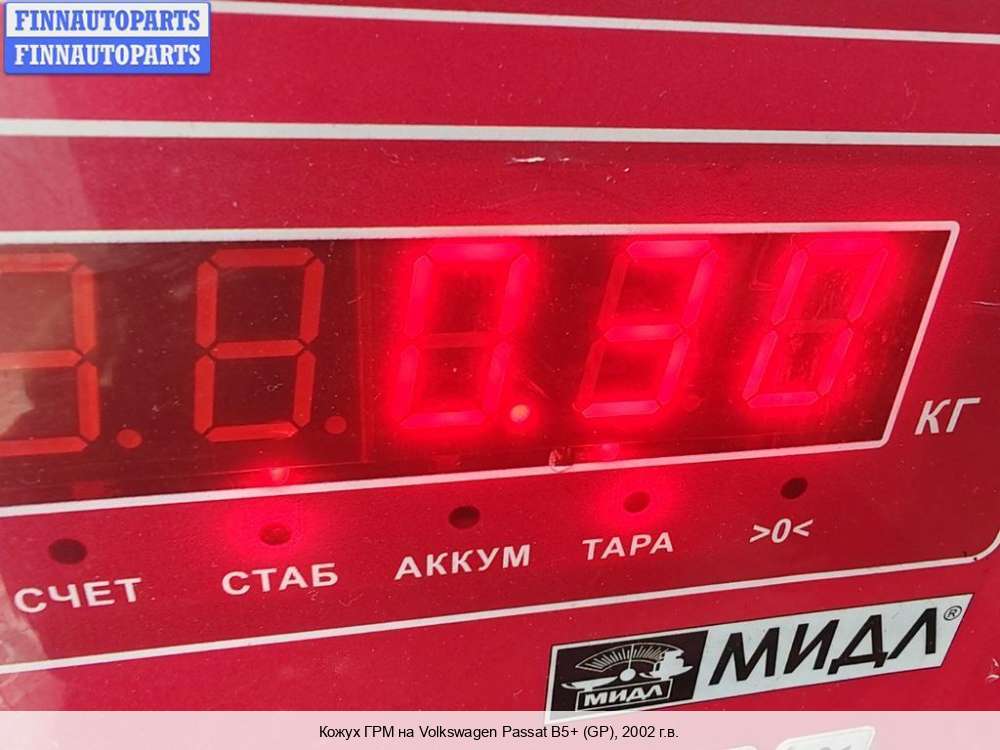 FINNAUTOPARTS
FINNAUTOPARTS
0.30
КГ
СЧЕТ СТАБ АККУМ ТАРА >0<
МИДЛ МИДЛ®
Кожух ГРМ на Volkswagen Passat B5+ (GP), 2002 г.в.